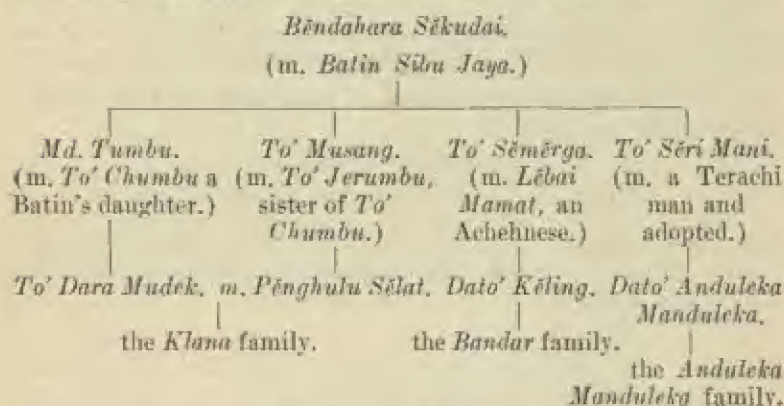 Bĕndahara Sĕkudai.
(m. Batin Sibu Jaya.)
Md. Tumbu. To' Musang. To' Sĕmĕrga. To' Sĕri Mani.
(m. To' Chumbu a (m. To' Jerumbu, (m. Lĕbai (m. a Terachi
Batin's daughter.) sister of To' Mamat, an man and
Chumbu.) Achehnese.) adopted.)
To' Dara Mudek. m. Pĕnghulu Sĕlat. Dato' Kĕling. Dato' Anduleka
Manduleka.
the Klana family. the Bandar family.
the Anduleka
Manduleka family.